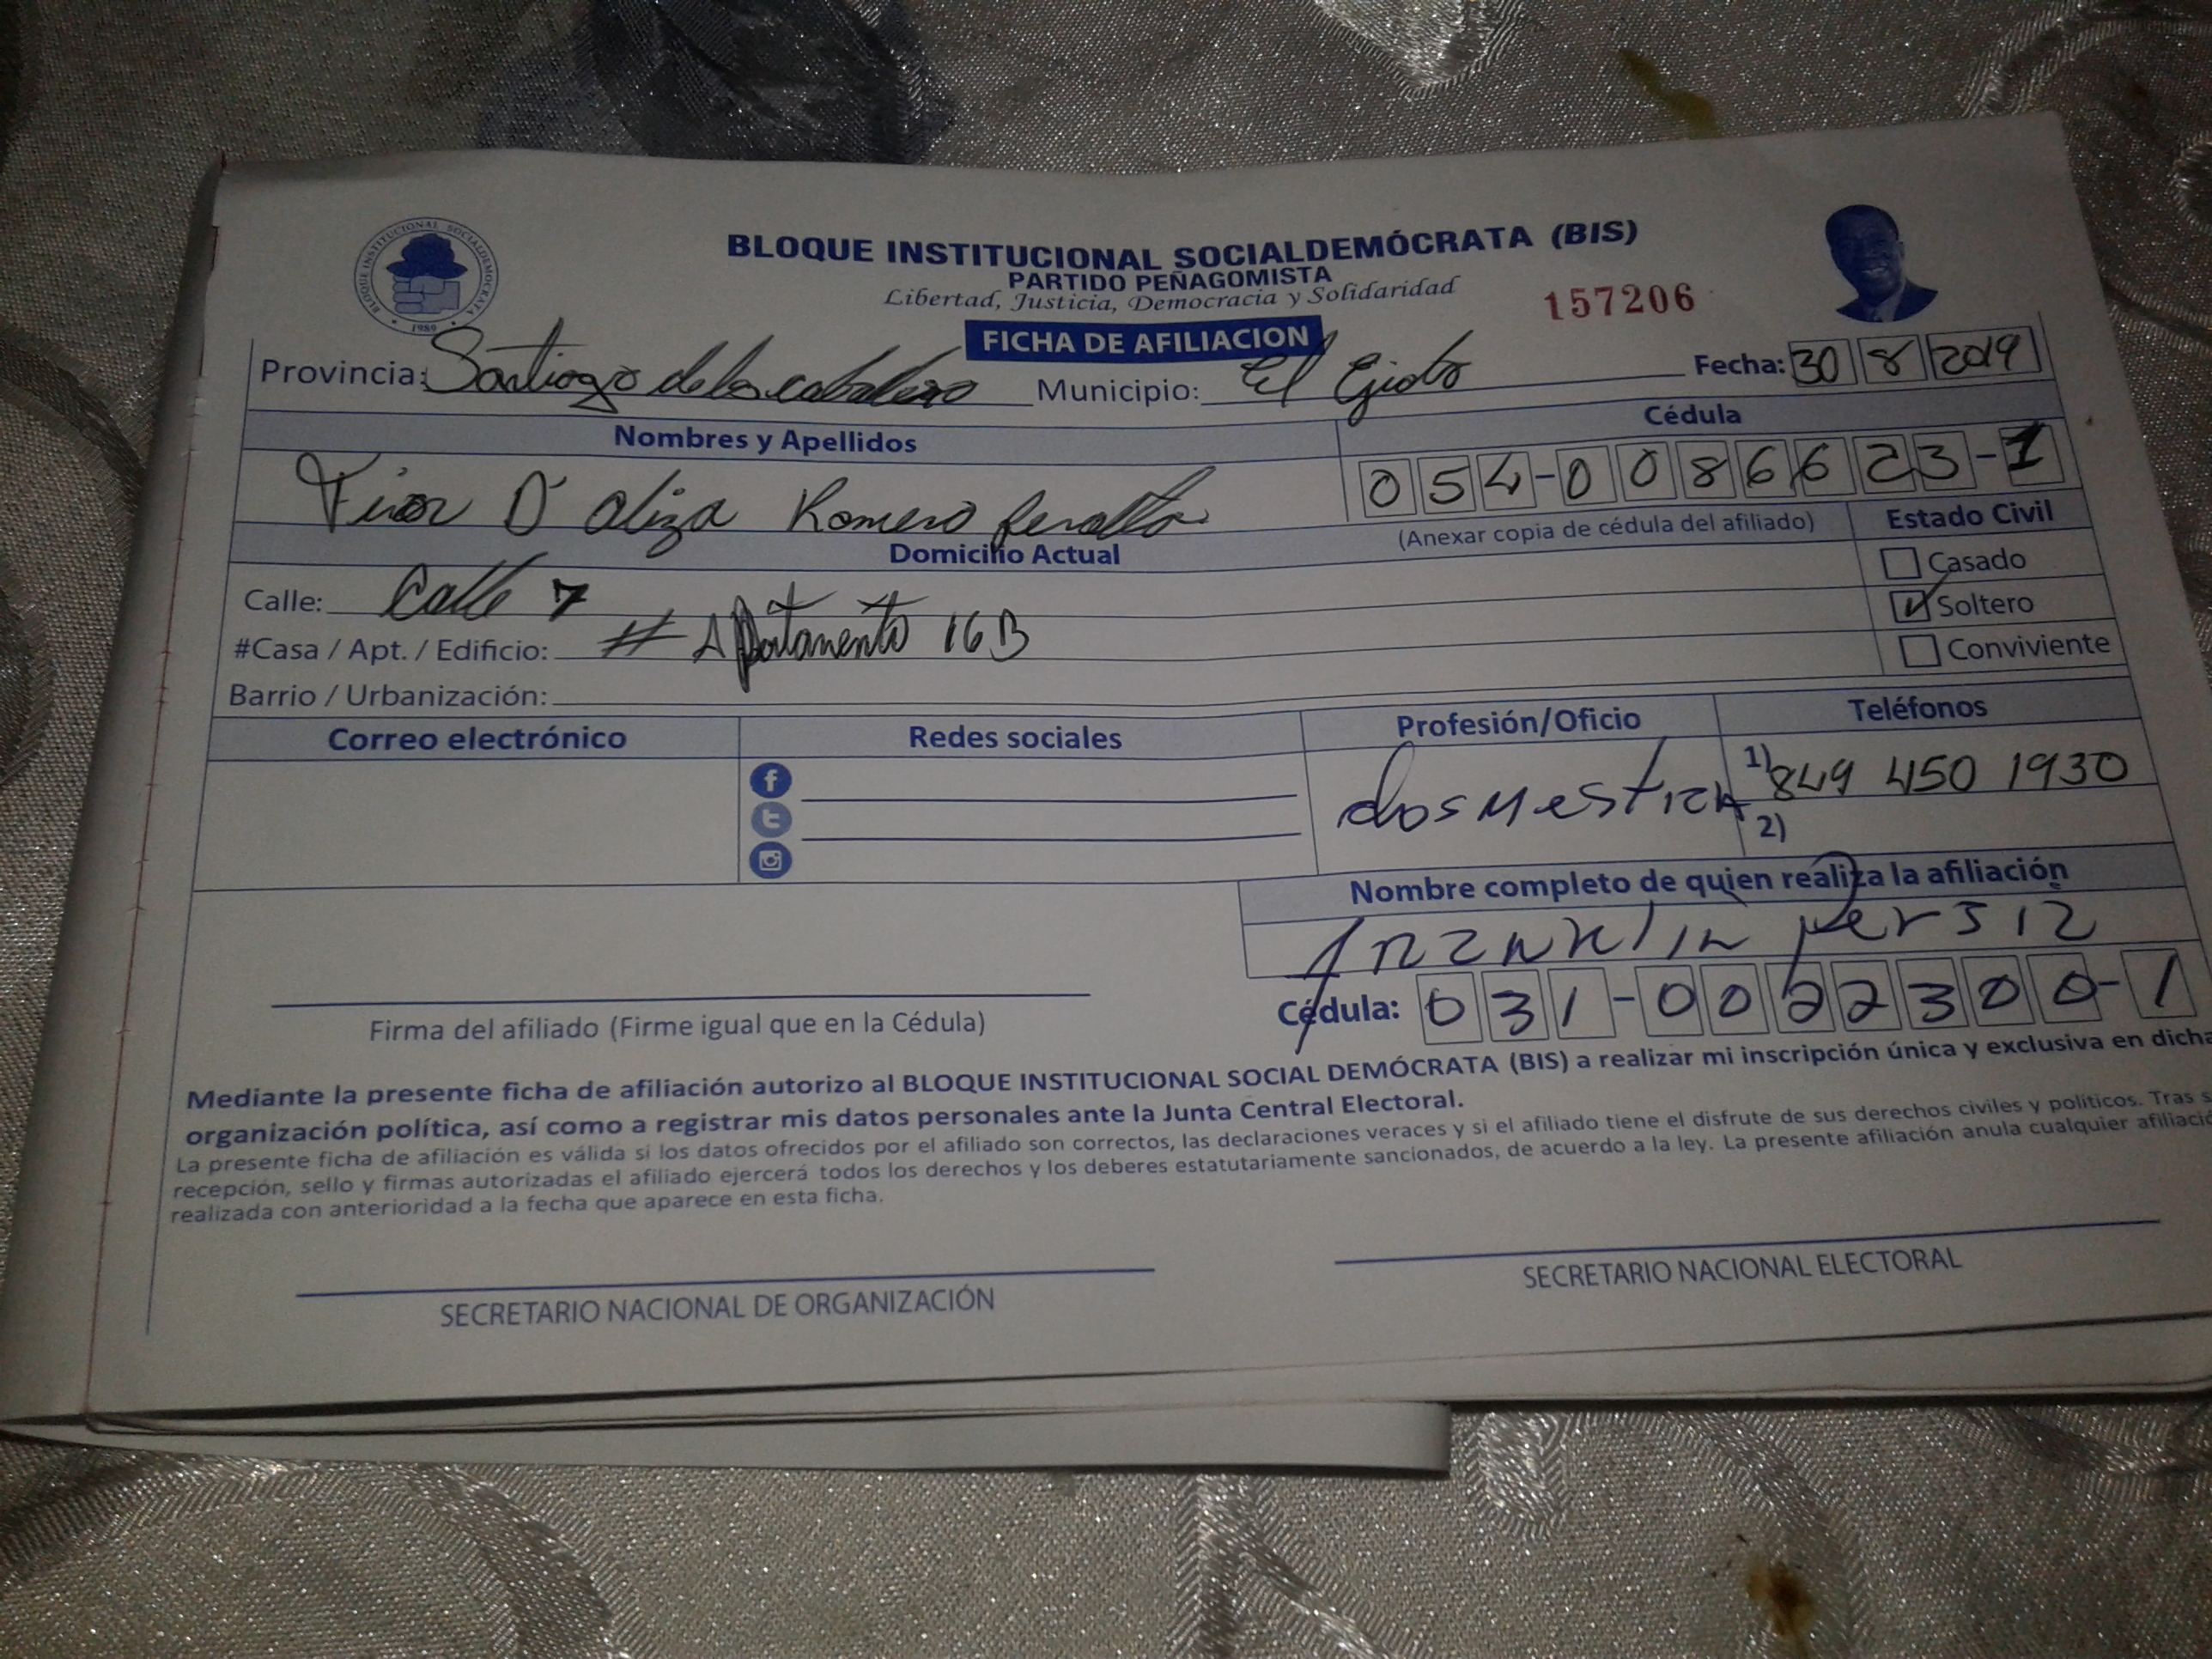 BLOQUE INSTITUCIONAL SOCIALDEMOCRATA
1989
BLOQUE INSTITUCIONAL SOCIALDEMÓCRATA (BIS)
PARTIDO PEÑAGOMISTA
Libertad, Justicia, Democracia y Solidaridad
157206
FICHA DE AFILIACION
Provincia: Santiago de los caballero Municipio: El Ejido Fecha: 30 8 2019
Nombres y Apellidos Cédula
D' aliza Romero Peralta 054-0086623-1
(Anexar copia de cédula del afiliado) Estado Civil
Domicilio Actual
Casado
Calle: Calle 7
Soltero
#Casa / Apt. / Edificio: # Apartamento 16B
Conviviente
Barrio / Urbanización:
Correo electrónico Redes sociales Profesión/Oficio Teléfonos
dosmestica 1) 849 450 1930
2)
Nombre completo de quien realiza la afiliación
Cédula: 031-0022300-1
Firma del afiliado (Firme igual que en la Cédula)
Mediante la presente ficha de afiliación autorizo al BLOQUE INSTITUCIONAL SOCIAL DEMÓCRATA (BIS) a realizar mi inscripción única y exclusiva en dicha
organización política, así como a registrar mis datos personales ante la Junta Central Electoral.
La presente ficha de afiliación es válida si los datos ofrecidos por el afiliado son correctos, las declaraciones veraces y si el afiliado tiene el disfrute de sus derechos civiles y políticos. Tras s
recepción, sello y firmas autorizadas el afiliado ejercerá todos los derechos y los deberes estatutariamente sancionados, de acuerdo a la ley. La presente afiliación anula cualquier afiliació
realizada con anterioridad a la fecha que aparece en esta ficha.
SECRETARIO NACIONAL DE ORGANIZACIÓN SECRETARIO NACIONAL ELECTORAL